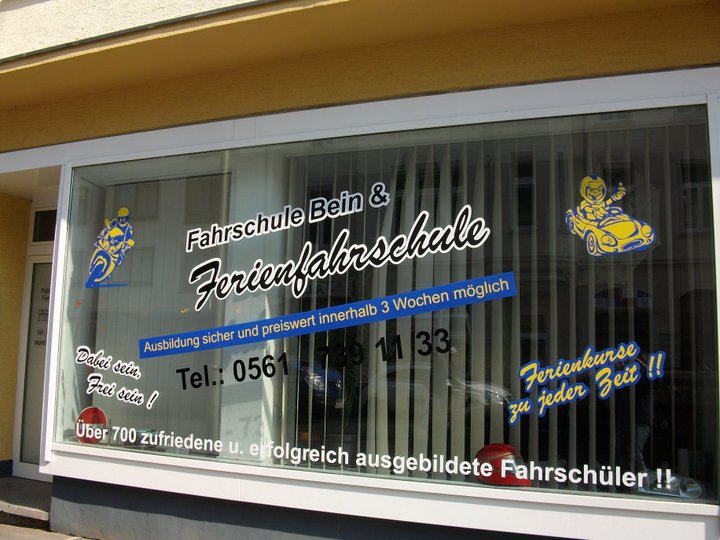 Fahrschule Bein &
Ferienfahrschule
Ausbildung sicher und preiswert innerhalb 3 Wochen möglich
Tel.: 0561 739 11 33
Dabei sein,
Frei sein !
Ferienkurse
zu jeder Zeit !!
Über 700 zufriedene u. erfolgreich ausgebildete Fahrschüler !!